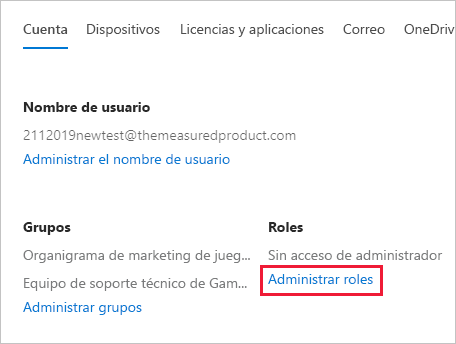 Cuenta Dispositivos Licencias y aplicaciones Correo OneDriv
Nombre de usuario
2112019newtest@themeasuredproduct.com
Administrar el nombre de usuario
Grupos
Organigrama de marketing de jueg...
Equipo de soporte técnico de Gam...
Administrar grupos
Roles
Sin acceso de administrador
Administrar roles